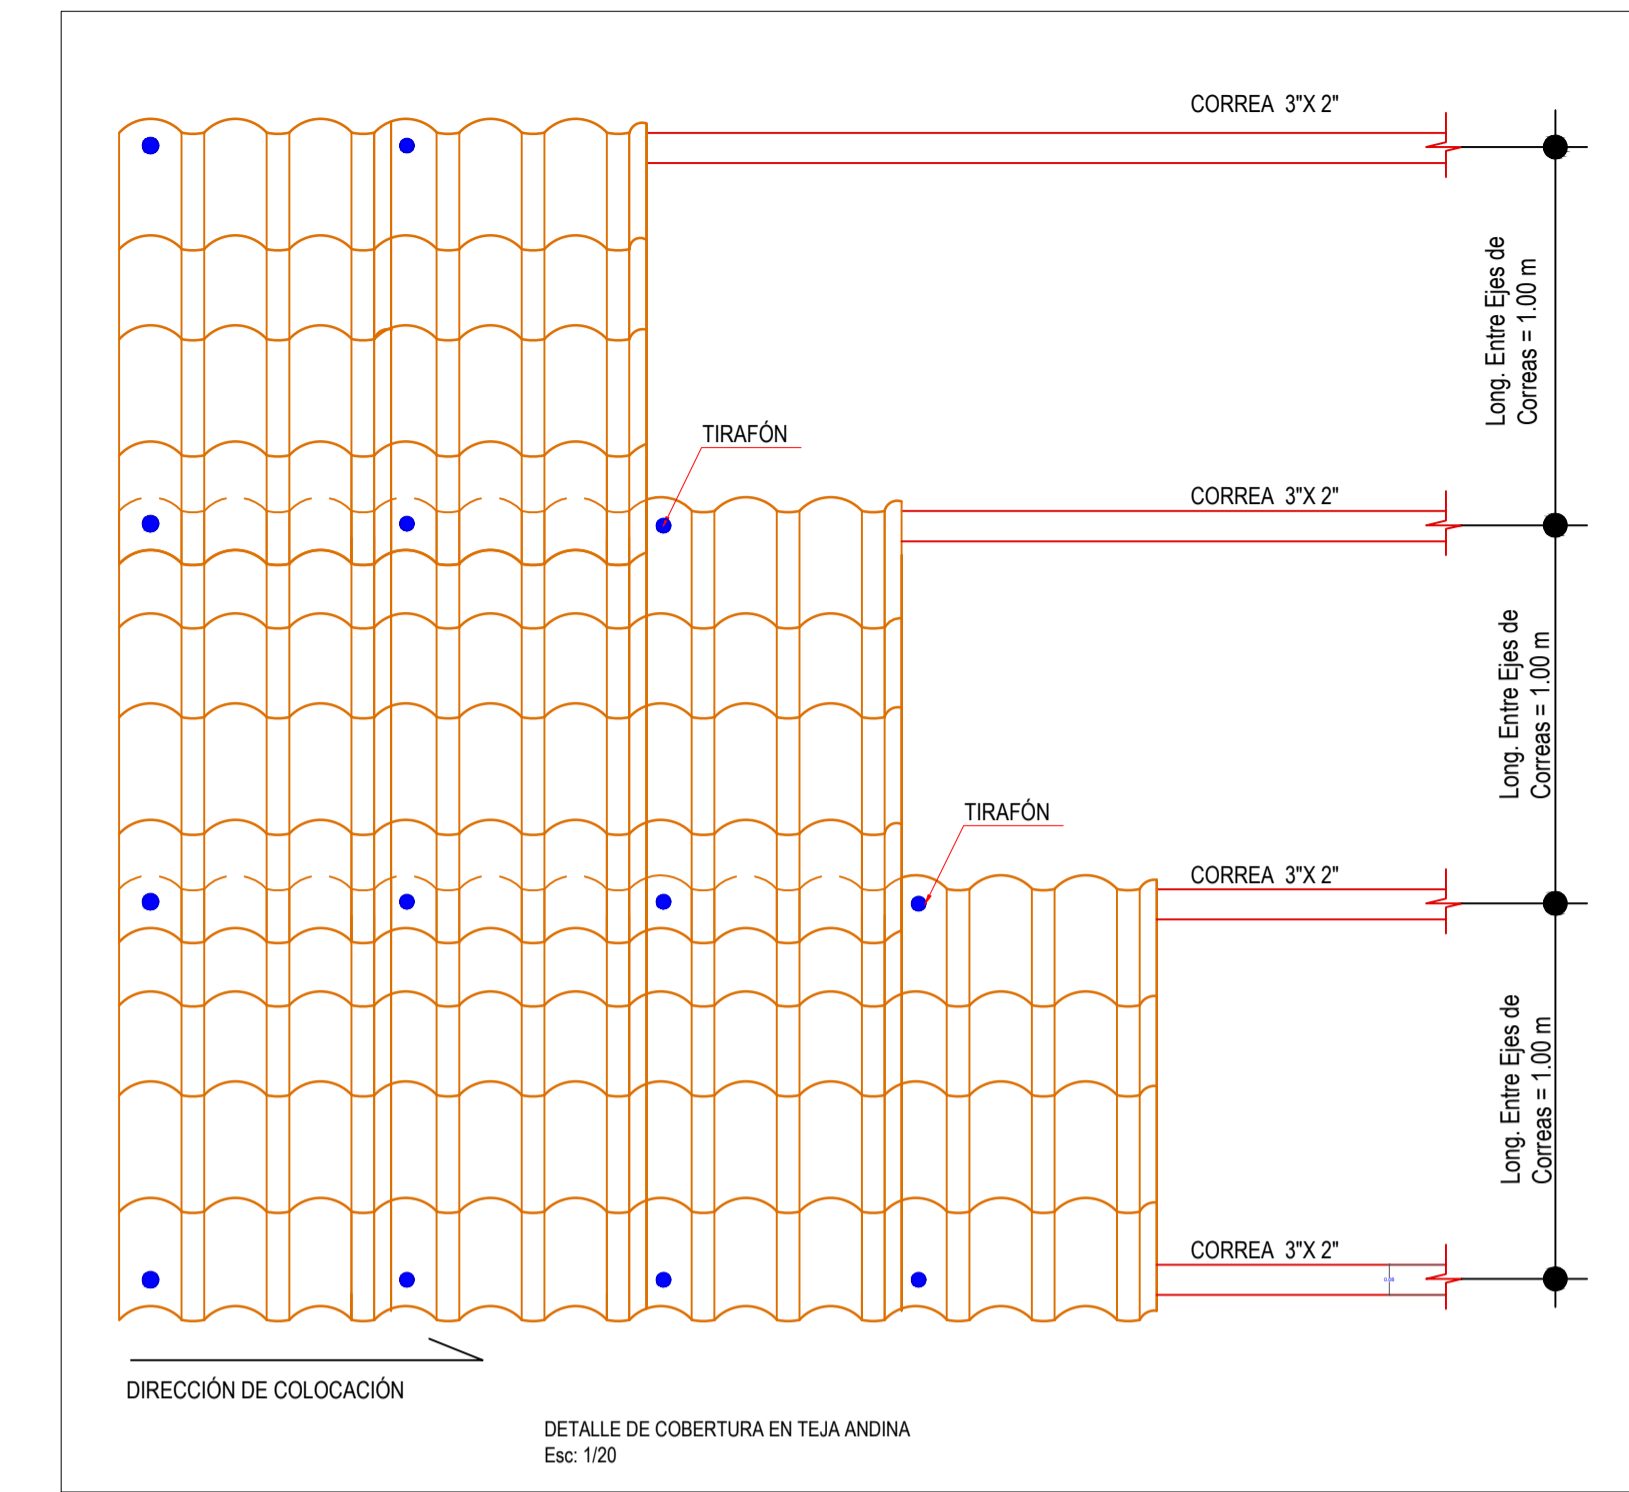 CORREA 3"X 2"
Long. Entre Ejes de
Correas = 1.00 m
TIRAFÓN
CORREA 3"X 2"
Long. Entre Ejes de
Correas = 1.00 m
TIRAFÓN
CORREA 3"X 2"
Long. Entre Ejes de
Correas = 1.00 m
CORREA 3"X 2"
DIRECCIÓN DE COLOCACIÓN
DETALLE DE COBERTURA EN TEJA ANDINA
Esc: 1/20